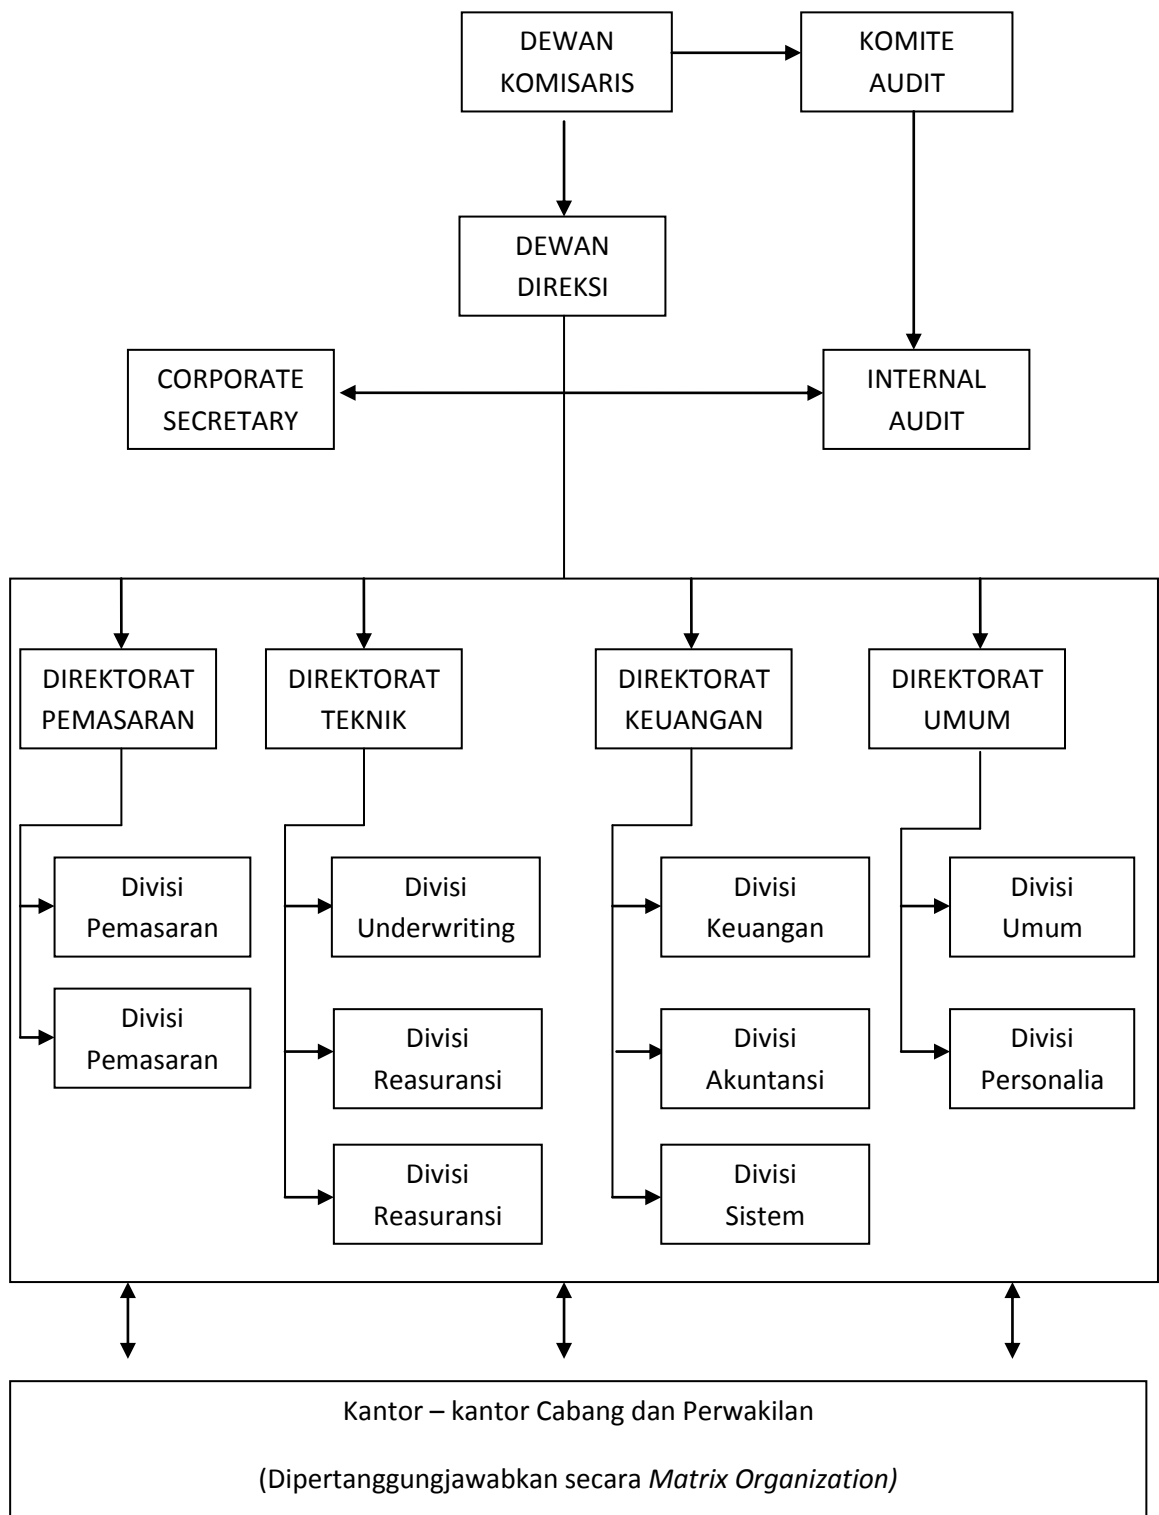 DEWAN
KOMISARIS
KOMITE
AUDIT
DEWAN
DIREKSI
CORPORATE
SECRETARY
INTERNAL
AUDIT
DIREKTORAT
PEMASARAN
DIREKTORAT
TEKNIK
DIREKTORAT
KEUANGAN
DIREKTORAT
UMUM
Divisi
Pemasaran
Divisi
Underwriting
Divisi
Keuangan
Divisi
Umum
Divisi
Pemasaran
Divisi
Reasuransi
Divisi
Akuntansi
Divisi
Personalia
Divisi
Reasuransi
Divisi
Sistem
Kantor – kantor Cabang dan Perwakilan
(Dipertanggungjawabkan secara Matrix Organization)